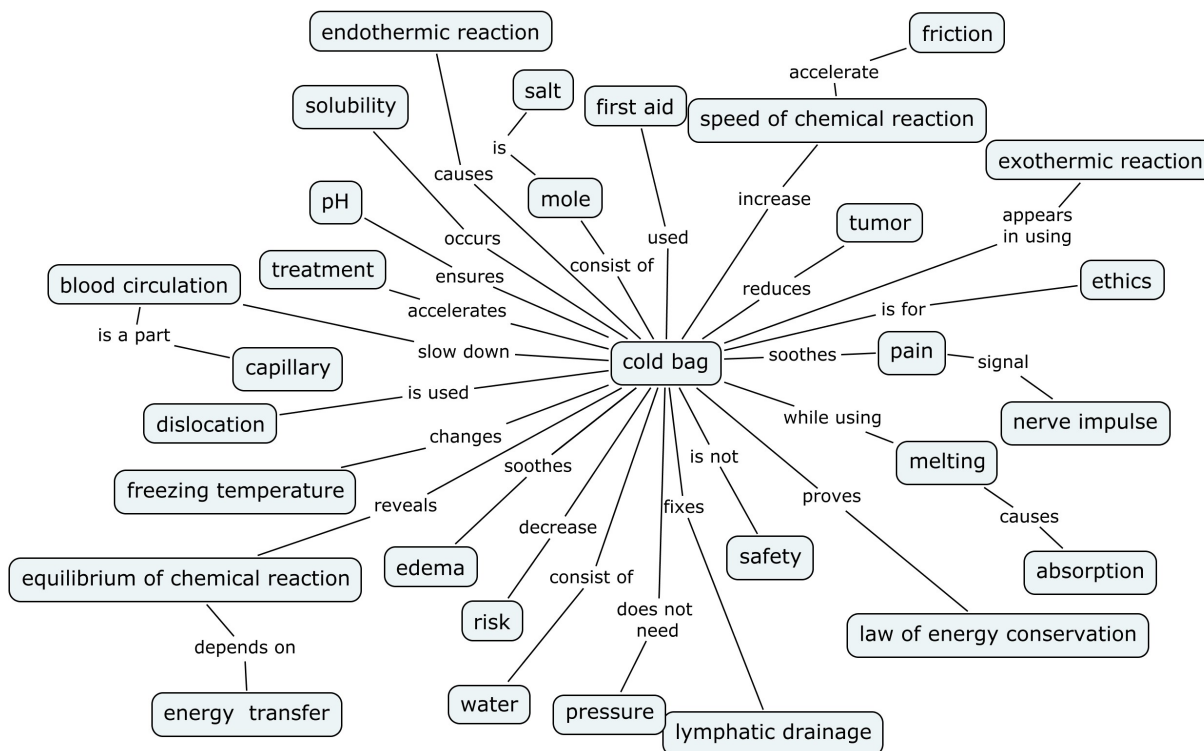 endothermic reaction
friction
accelerate
salt
solubility
first aid
speed of chemical reaction
is
exothermic reaction
causes
mole
increase
pH
tumor
appears
in using
occurs
used
treatment
ensures
consist of
blood circulation
reduces
ethics
accelerates
is for
is a part
slow down
cold bag
soothes
pain
signal
capillary
is used
dislocation
while using
nerve impulse
changes
soothes
is not
melting
freezing temperature
reveals
proves
fixes
causes
decrease
edema
safety
equilibrium of chemical reaction
consist of
absorption
risk
does not
need
law of energy conservation
depends on
water
pressure
energy transfer
lymphatic drainage